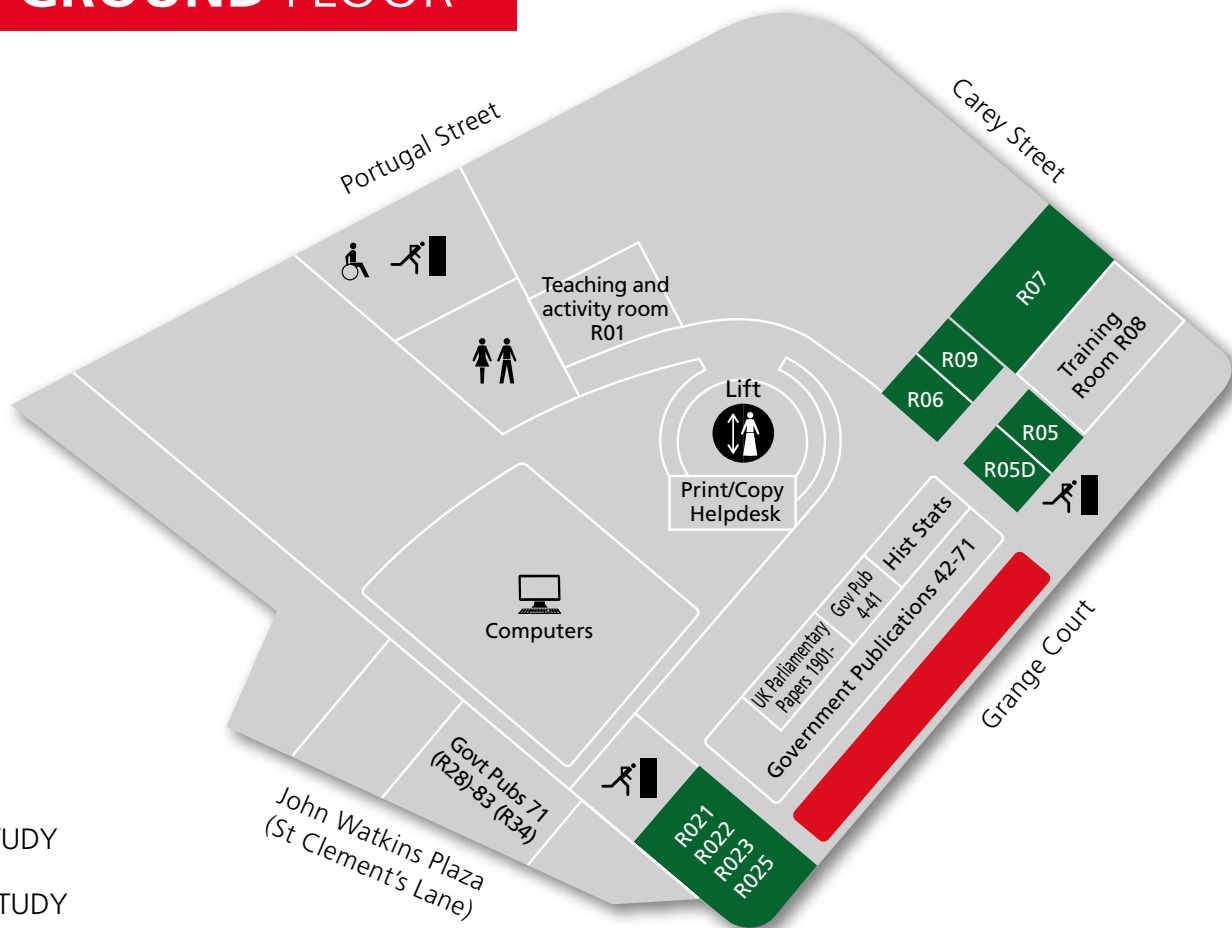 GROUND FLOOR
Portugal Street
Carey Street
Teaching and
activity room
R01
R07
Training
Room R08
R09
R06
Lift
R05
R05D
Print/Copy
Helpdesk
Hist Stats
Gov Pub
4-41
UK Parliamentary
Papers 1901-
Government Publications 42-71
Computers
Grange Court
Govt Pubs 71
(R28)-83 (R34)
R021
R022
R023
R025
John Watkins Plaza
(St Clement's Lane)
TUDY
TUDY